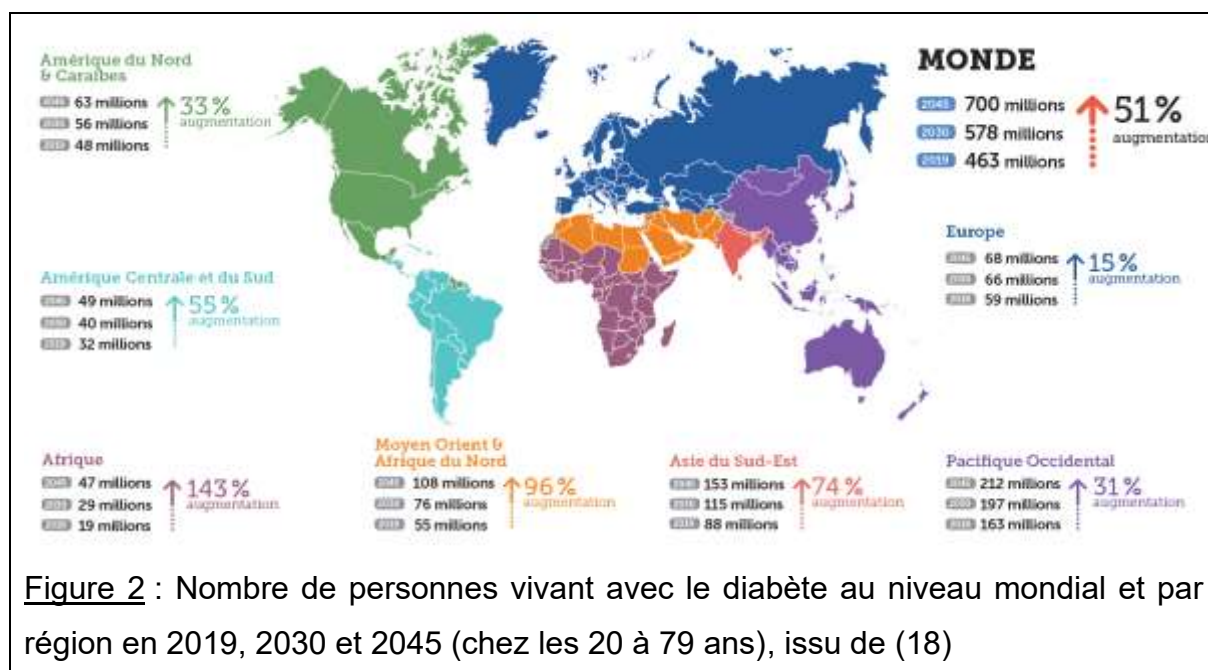 Amérique du Nord
& Caraïbes
2045 63 millions
2030 56 millions
2019 48 millions
33%
augmentation
MONDE
2045 700 millions
2030 578 millions
2019 463 millions
51%
augmentation
Europe
68 millions
66 millions
59 millions
15%
augmentation
Amérique Centrale et du Sud
49 millions
40 millions
32 millions
55%
augmentation
Afrique
47 millions
29 millions
19 millions
143%
augmentation
Moyen Orient &
Afrique du Nord
108 millions
76 millions
55 millions
96%
augmentation
Asie du Sud-Est
153 millions
115 millions
88 millions
74%
augmentation
Pacifique Occidental
212 millions
197 millions
163 millions
31%
augmentation
Figure 2 : Nombre de personnes vivant avec le diabète au niveau mondial et par
région en 2019, 2030 et 2045 (chez les 20 à 79 ans), issu de (18)